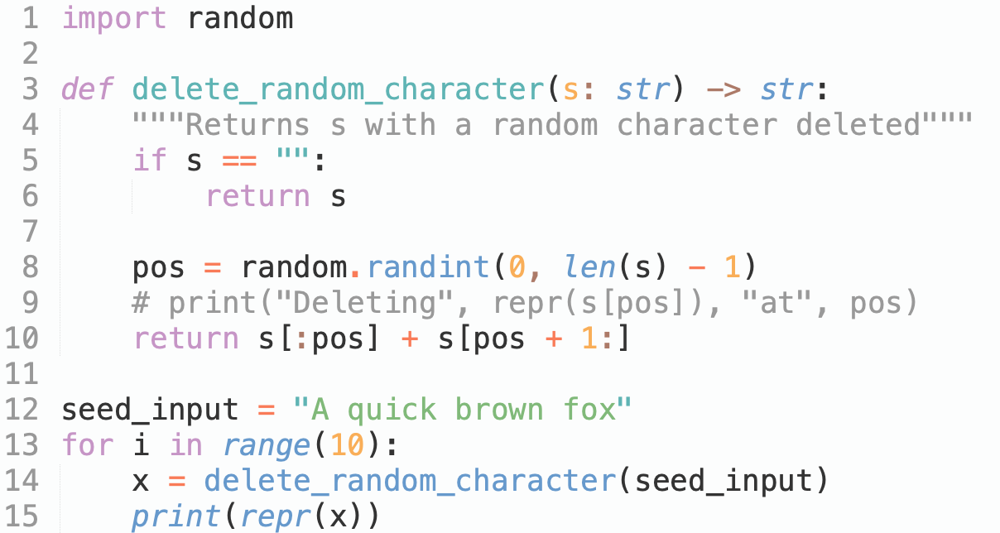 1 import random
2
3 def delete_random_character(s: str) -> str:
4     """Returns s with a random character deleted"""
5     if s == "":
6         return s
7
8     pos = random.randint(0, len(s) - 1)
9     # print("Deleting", repr(s[pos]), "at", pos)
10     return s[:pos] + s[pos + 1:]
11
12 seed_input = "A quick brown fox"
13 for i in range(10):
14     x = delete_random_character(seed_input)
15     print(repr(x))